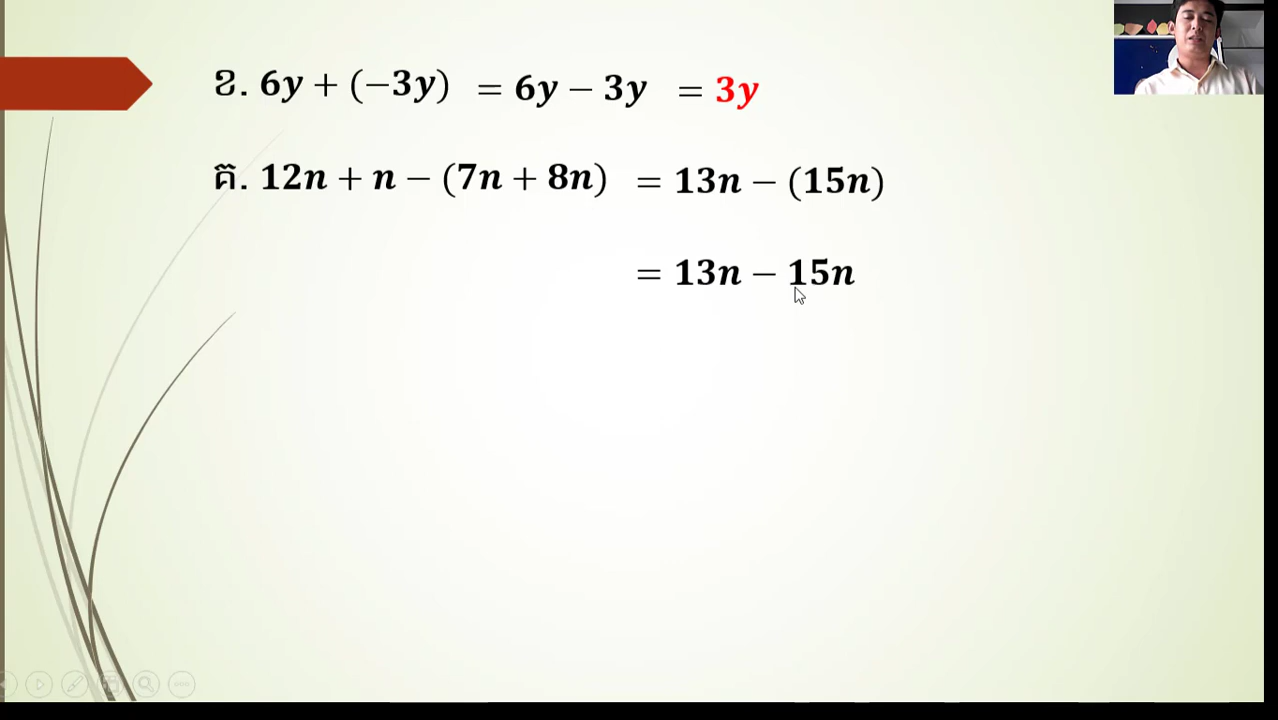 ខ. 6y + (−3y) = 6y − 3y = 3y
គ. 12n + n − (7n + 8n) = 13n − (15n)
= 13n − 15n